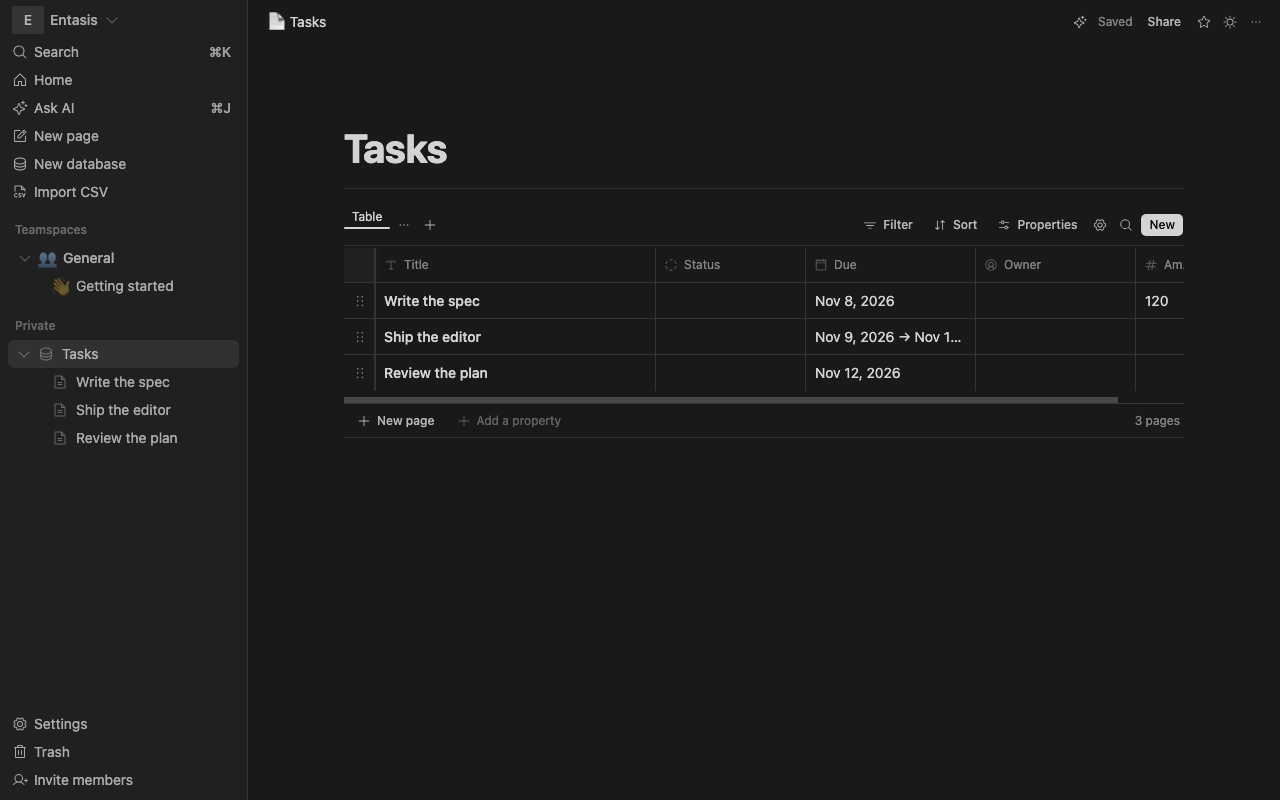 E Entasis
Search ⌘K
Home
Ask AI ⌘J
New page
New database
Import CSV
Teamspaces
General
Getting started
Private
Tasks
Write the spec
Ship the editor
Review the plan
Settings
Trash
Invite members
Tasks
Saved Share
Tasks
Table
Filter Sort Properties New
Title Status Due Owner # Am.
Write the spec Nov 8, 2026 120
Ship the editor Nov 9, 2026 → Nov 1...
Review the plan Nov 12, 2026
+ New page + Add a property 3 pages